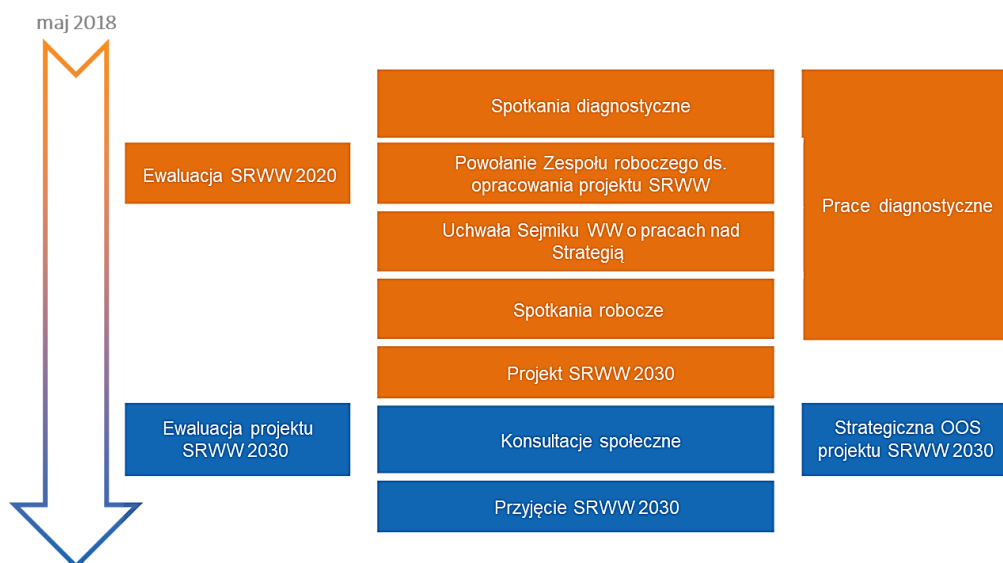 maj 2018
Spotkania diagnostyczne
Ewaluacja SRWW 2020
Powołanie Zespołu roboczego ds.
opracowania projektu SRWW
Prace diagnostyczne
Uchwała Sejmiku WW o pracach nad
Strategią
Spotkania robocze
Projekt SRWW 2030
Ewaluacja projektu
SRWW 2030
Konsultacje społeczne
Strategiczna OOS
projektu SRWW 2030
Przyjęcie SRWW 2030